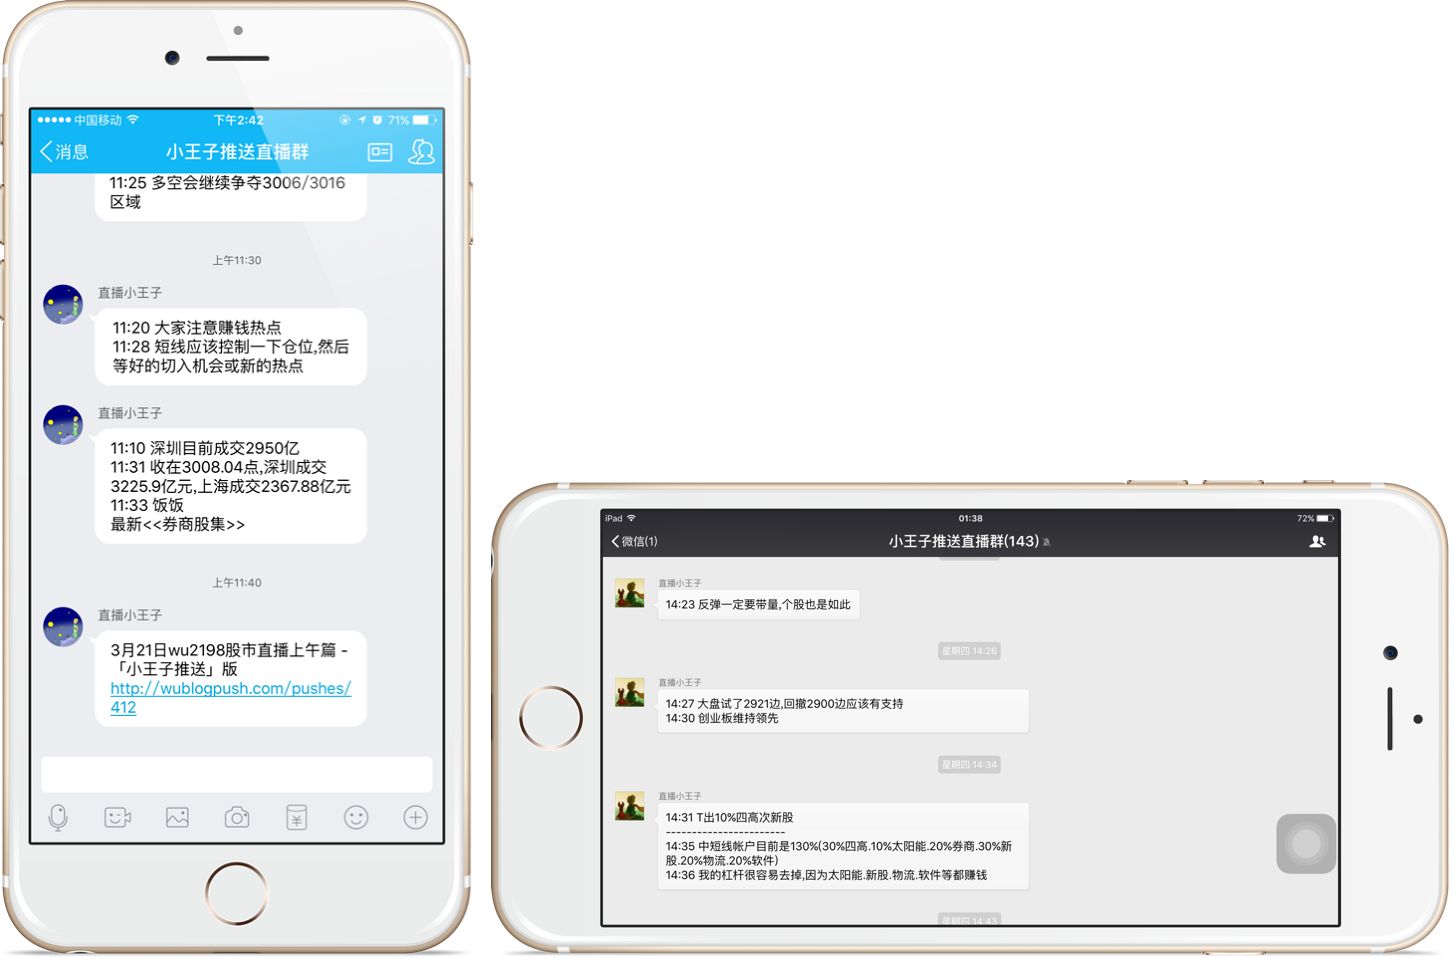 中国移动 下午2:42 71%
消息 小王子推送直播群
11:25 多空会继续争夺3006/3016
区域
上午11:30
直播小王子
11:20 大家注意赚钱热点
11:28 短线应该控制一下仓位,然后
等好的切入机会或新的热点
直播小王子
11:10 深圳目前成交2950亿
11:31 收在3008.04点,深圳成交
3225.9亿元,上海成交2367.88亿元
11:33 饭饭
最新<<券商股集>>
上午11:40
直播小王子
3月21日wu2198股市直播上午篇 -
「小王子推送」版
http://wublogpush.com/pushes/
412
iPad 01:38 72%
微信(1) 小王子推送直播群(143)
直播小王子
14:23 反弹一定要带量,个股也是如此
星期四 14:26
直播小王子
14:27 大盘试了2921边,回撤2900边应该有支持
14:30 创业板维持领先
星期四 14:34
直播小王子
14:31 T出10%四高次新股
-----------------------
14:35 中短线帐户目前是130%(30%四高.10%太阳能.20%券商.30%新
股.20%物流.20%软件)
14:36 我的杠杆很容易去掉,因为太阳能.新股.物流.软件等都赚钱
星期四 14:43